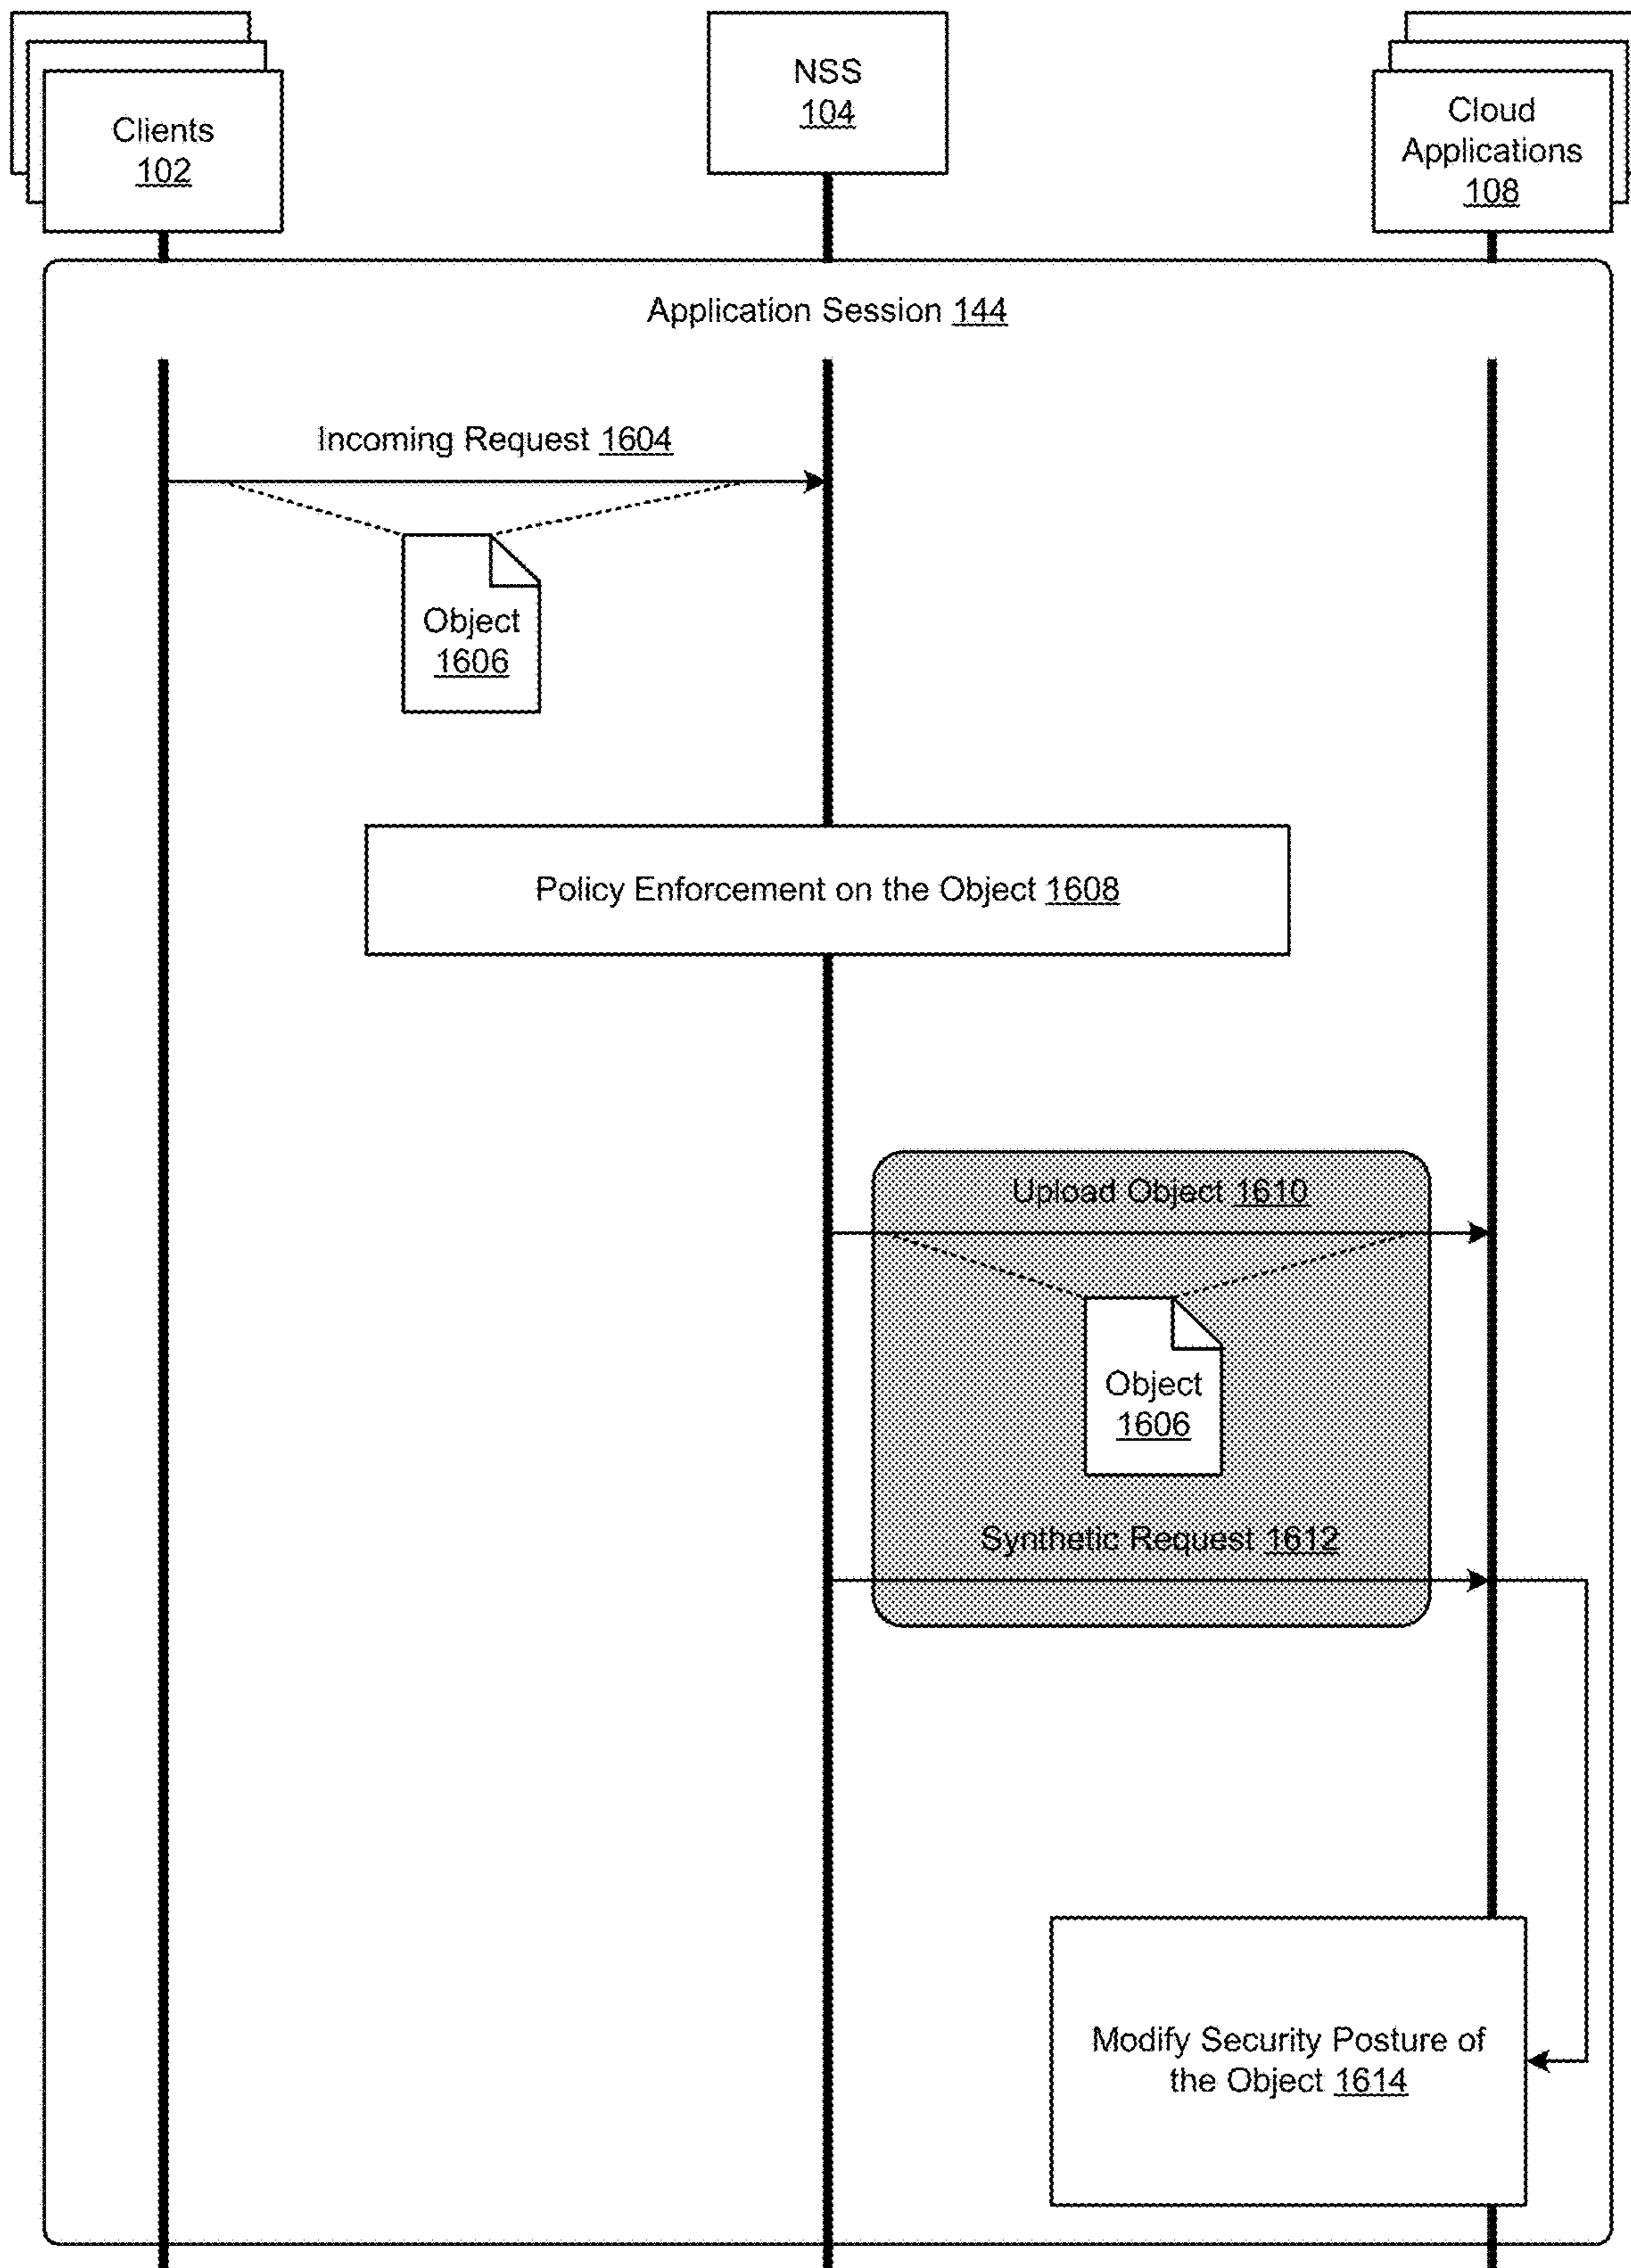 Clients
102
NSS
104
Cloud
Applications
108
Application Session 144
Incoming Request 1604
Object
1606
Policy Enforcement on the Object 1608
Upload Object 1610
Object
1606
Synthetic Request 1612
Modify Security Posture of
the Object 1614